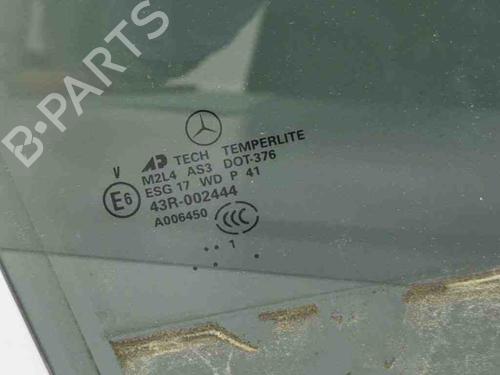 B-PARTS
AP TECH TEMPERLITE
V M2L4 AS3 DOT-376
E6 ESG 17 WD P 41
43R-002444
A006450 CCC
1